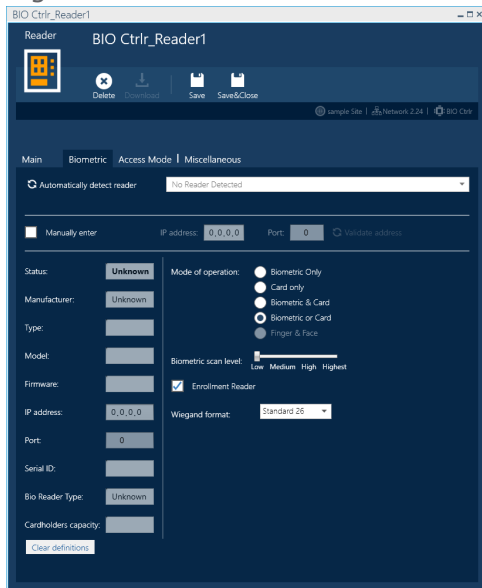 BIO Ctrlr_Reader1
Reader
BIO Ctrlr_Reader1
Delete Download Save Save&Close
sample Site | Network 2.24 | BIO Ctrlr
Main Biometric Access Mode Miscellaneous
Automatically detect reader No Reader Detected
Manually enter IP address: 0,0,0,0 Port: 0 Validate address
Status: Unknown Mode of operation: Biometric Only
Card only
Manufacturer: Unknown
Biometric & Card
Biometric or Card
Type:
Finger & Face
Model:
Biometric scan level: Low Medium High Highest
Firmware:
Enrollment Reader
IP address: 0,0,0,0 Wiegand format: Standard 26
Port: 0
Serial ID:
Bio Reader Type: Unknown
Cardholders capacity:
Clear definitions